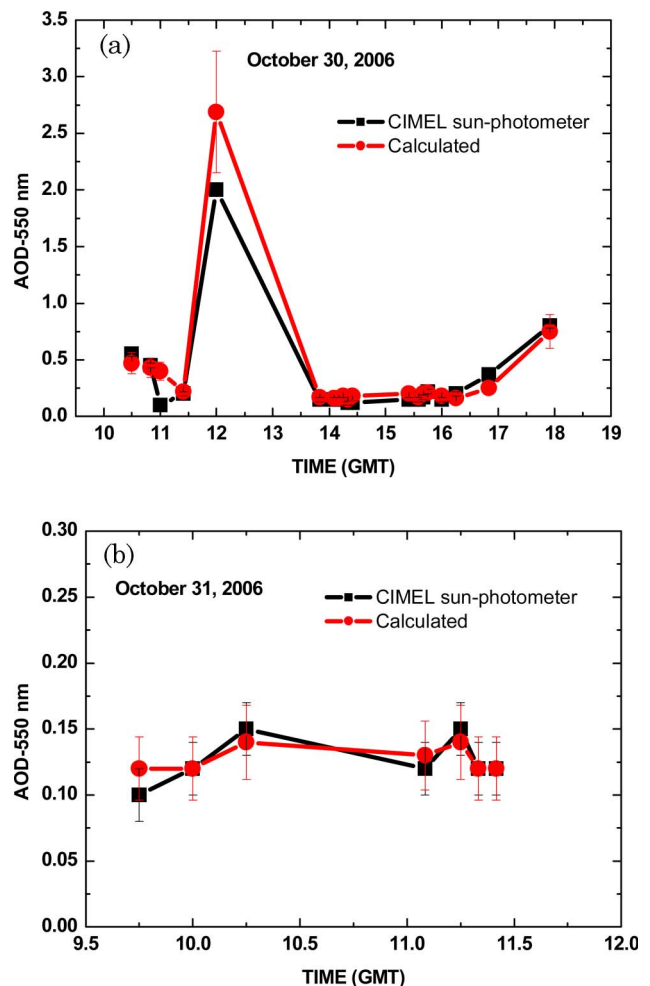 (a)
October 30, 2006
CIMEL sun-photometer
Calculated
AOD-550 nm
3.5
3.0
2.5
2.0
1.5
1.0
0.5
0.0
10 11 12 13 14 15 16 17 18 19
TIME (GMT)
(b)
October 31, 2006
CIMEL sun-photometer
Calculated
AOD-550 nm
0.30
0.25
0.20
0.15
0.10
0.05
0.00
9.5 10.0 10.5 11.0 11.5 12.0
TIME (GMT)